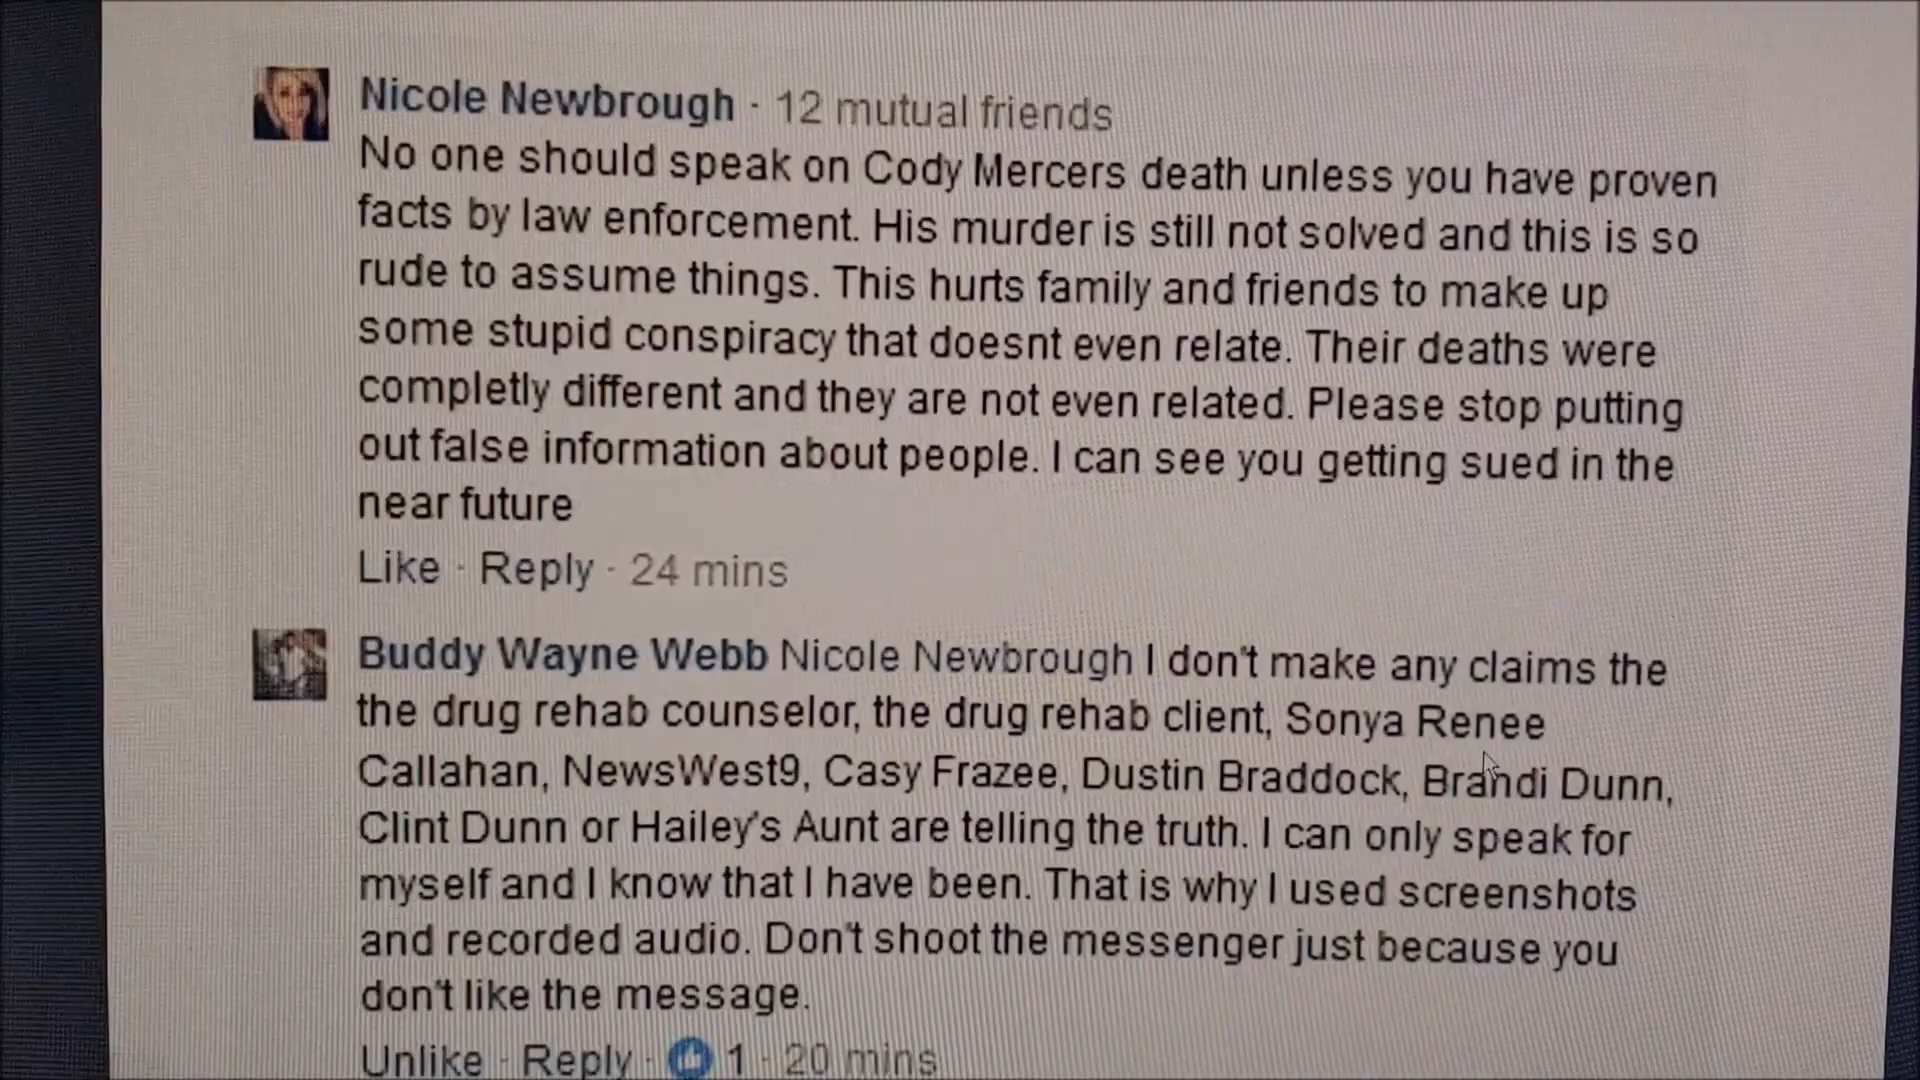 Nicole Newbrough · 12 mutual friends
No one should speak on Cody Mercers death unless you have proven
facts by law enforcement. His murder is still not solved and this is so
rude to assume things. This hurts family and friends to make up
some stupid conspiracy that doesnt even relate. Their deaths were
completly different and they are not even related. Please stop putting
out false information about people. I can see you getting sued in the
near future
Like · Reply · 24 mins
Buddy Wayne Webb Nicole Newbrough I don't make any claims the
the drug rehab counselor, the drug rehab client, Sonya Renee
Callahan, NewsWest9, Casy Frazee, Dustin Braddock, Brandi Dunn,
Clint Dunn or Hailey's Aunt are telling the truth. I can only speak for
myself and I know that I have been. That is why I used screenshots
and recorded audio. Don't shoot the messenger just because you
don't like the message.
Unlike · Reply · 1 · 20 mins